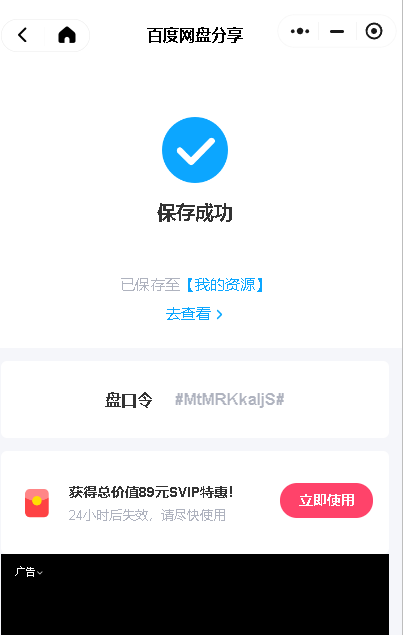 百度网盘分享
保存成功
已保存至【我的资源】
去查看 >
盘口令 #MtMRKkaljS#
获得总价值89元SVIP特惠!
24小时后失效，请尽快使用
立即使用
广告